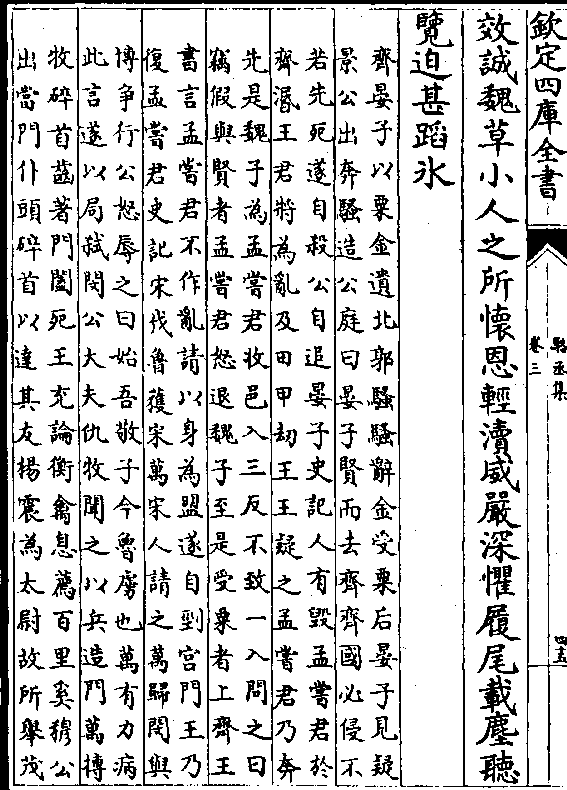 欽定四庫全書
駱丞集
卷三
效誠魏草小人之所懷恩輕瀆威嚴深懼履尾載塵聽
覽迫甚蹈氷
齊晏子以粟金遺北郭騷騷辭金受粟后晏子見疑
景公出奔騷造公庭曰晏子賢而去齊齊國必侵不
若先死遂自殺公自追晏子史記人有毀孟嘗君於
齊湣王君將為亂及田甲刼王王疑之孟嘗君乃奔
先是魏子為孟嘗君收邑入三反不致一入問之曰
竊假與賢者孟嘗君怒退魏子至是受粟者上齊王
書言孟嘗君不作亂請以身為盟遂自剄宮門王乃
復孟嘗君史記宋伐魯獲宋萬宋人請之萬歸閔與
博爭行公怒辱之曰始吾敬子今魯虜也萬有力病
此言遂以局弑閔公大夫仇牧聞之以兵造門萬搏
牧碎首齒著門闔死王充論衡禽息薦百里奚穆公
出當門仆頭碎首以達其友楊震為太尉故所舉茂